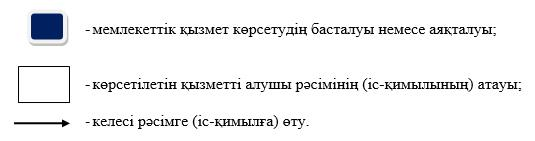 - мемлекеттік қызмет көрсетудің басталуы немесе аяқталуы;
- көрсетілетін қызметті алушы рәсімінің (іс-қимылының) атауы;
- келесі рәсімге (іс-қимылға) өту.